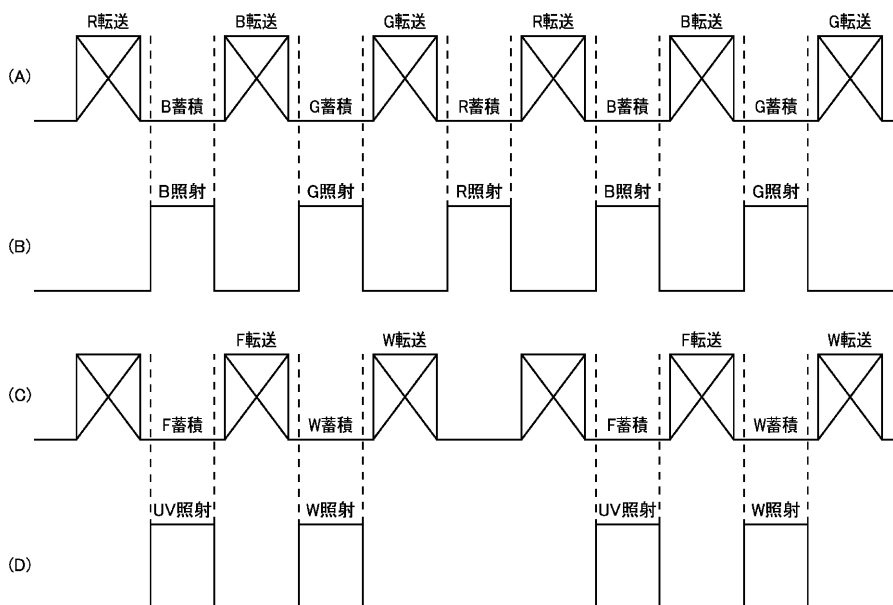 R転送 B転送 G転送 R転送 B転送 G転送
(A)
B蓄積 G蓄積 R蓄積 B蓄積 G蓄積
B照射 G照射 R照射 B照射 G照射
(B)
F転送 W転送 F転送 W転送
(C)
F蓄積 W蓄積 F蓄積 W蓄積
UV照射 W照射 UV照射 W照射
(D)